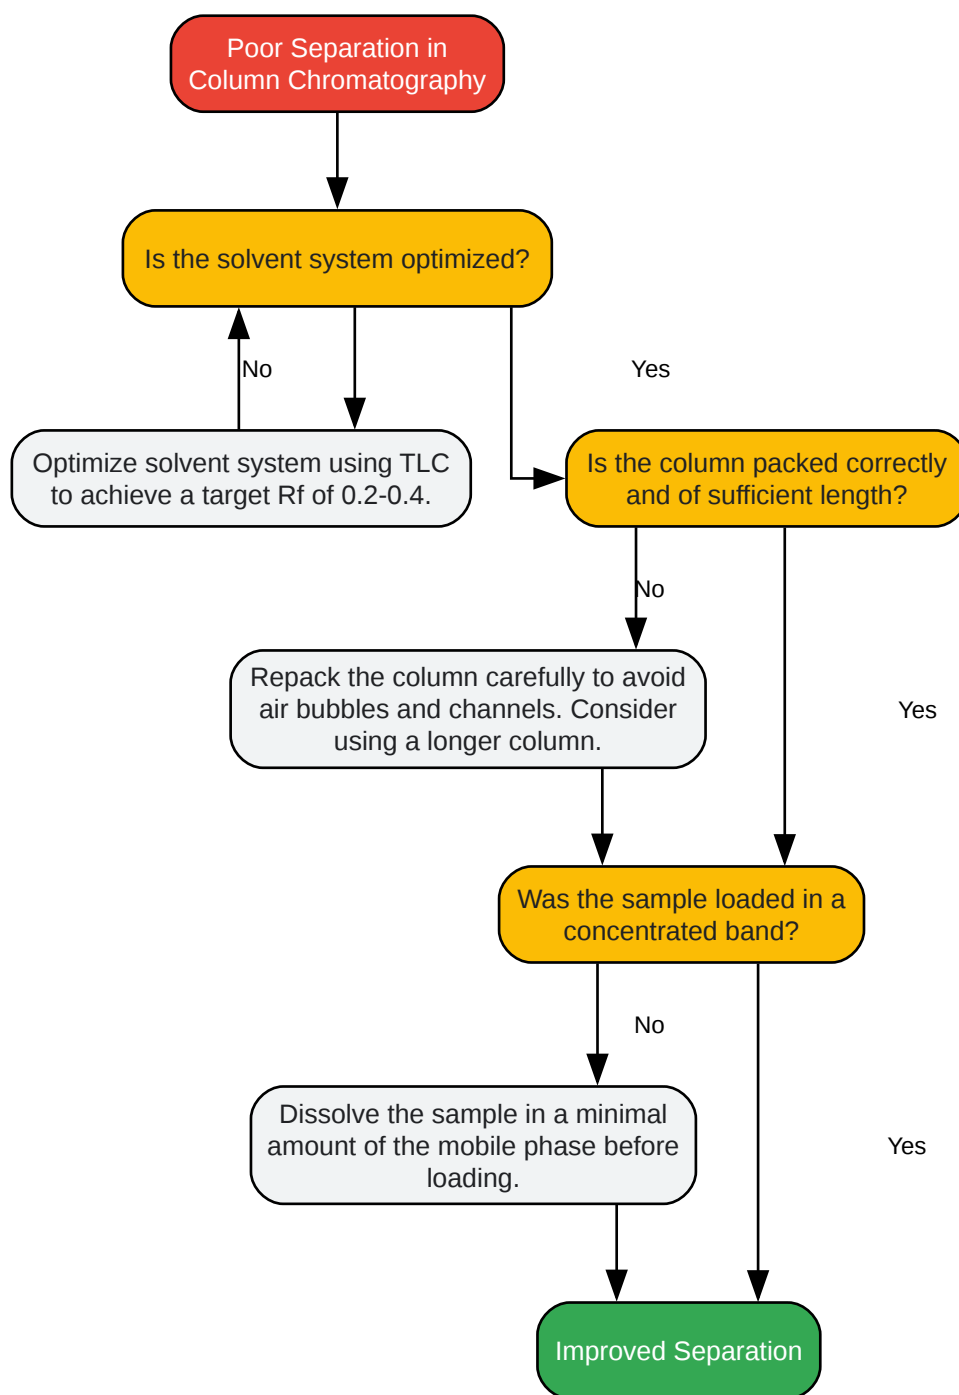 Poor Separation in
Column Chromatography
Is the solvent system optimized?
No
Yes
Optimize solvent system using TLC
to achieve a target Rf of 0.2-0.4.
Is the column packed correctly
and of sufficient length?
No
Repack the column carefully to avoid
air bubbles and channels. Consider
using a longer column.
Yes
Was the sample loaded in a
concentrated band?
No
Dissolve the sample in a minimal
amount of the mobile phase before
loading.
Yes
Improved Separation